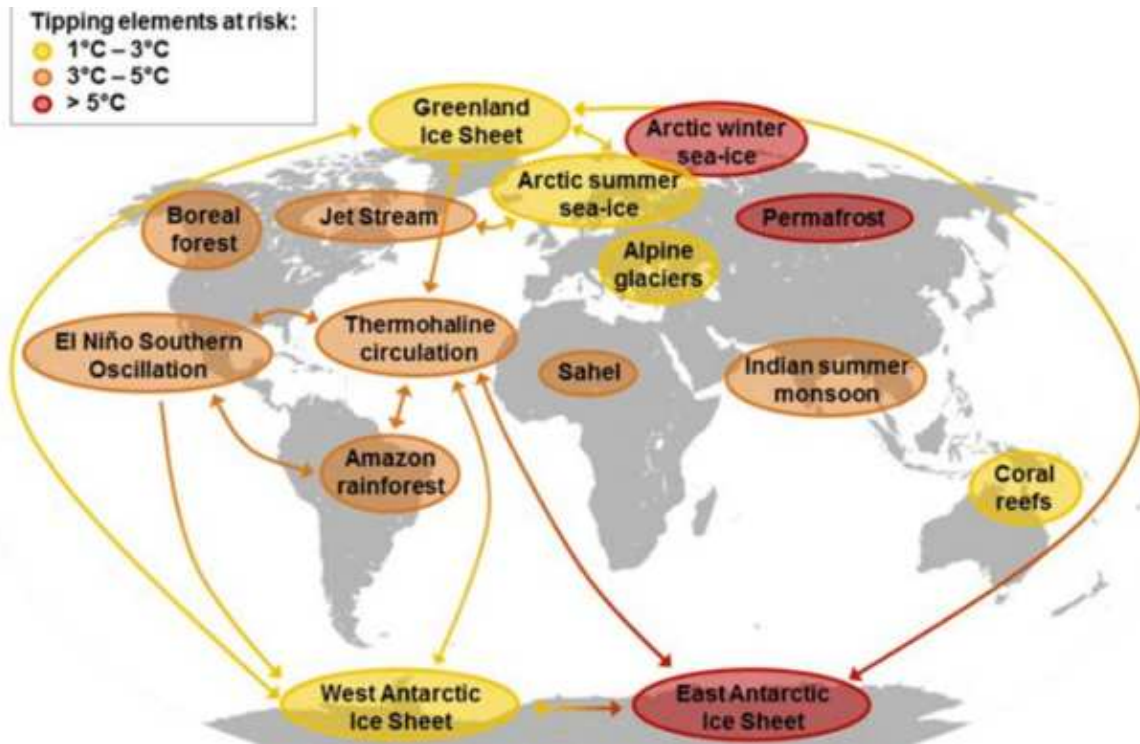 Tipping elements at risk:
1°C – 3°C
3°C – 5°C
> 5°C
Greenland
Ice Sheet
Arctic winter
sea-ice
Arctic summer
sea-ice
Boreal
forest
Jet Stream
Permafrost
Alpine
glaciers
El Niño Southern
Oscillation
Thermohaline
circulation
Sahel
Indian summer
monsoon
Amazon
rainforest
Coral
reefs
West Antarctic
Ice Sheet
East Antarctic
Ice Sheet